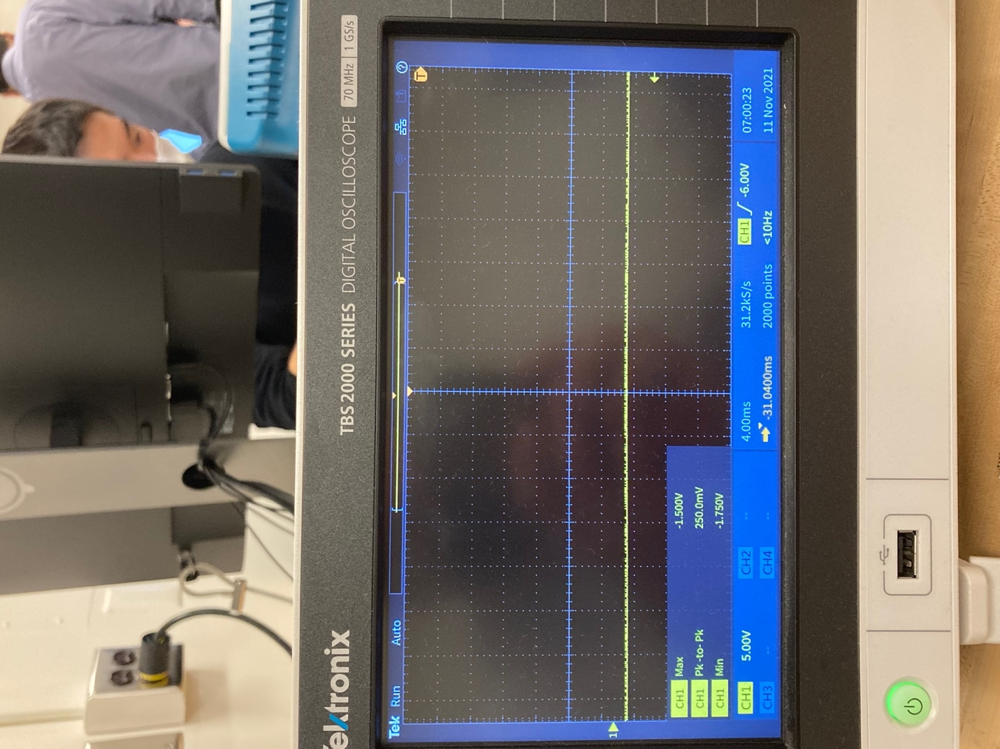 Tektronix
TBS 2000 SERIES DIGITAL OSCILLOSCOPE 70 MHz 1 GS/s
Tek Run Auto
T
1
CH1 Max -1.500V
CH1 Pk-to-Pk 250.0mV
CH1 Min -1.750V
CH1 5.00V CH2 -- 4.00ms 31.2kS/s CH1 -6.00V 07:00:23
CH3 -- CH4 -- -31.0400ms 2000 points <10Hz 11 Nov 2021